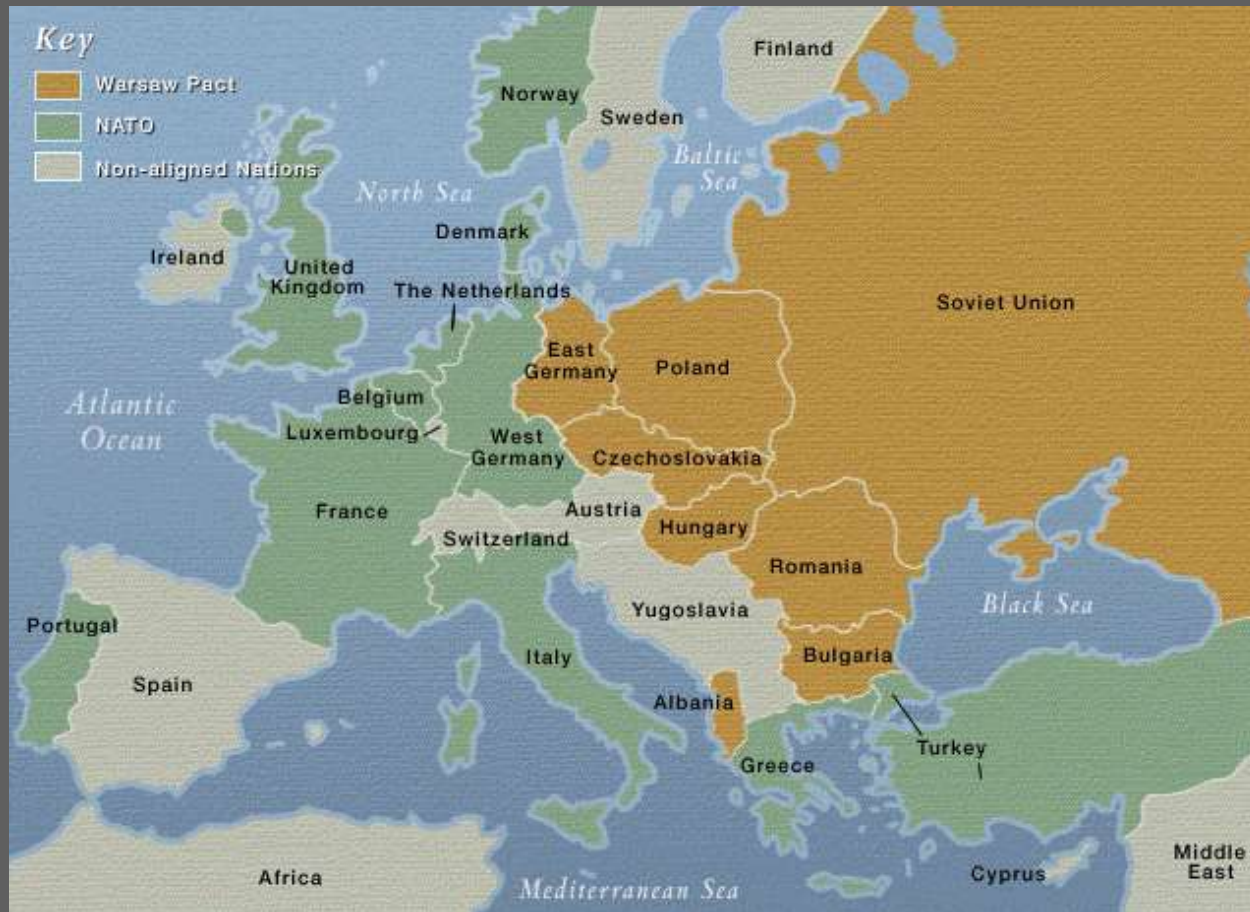 Key
Warsaw Pact
NATO
Non-aligned Nations
Finland
Norway
Sweden
Baltic
Sea
North Sea
Denmark
Ireland
United
Kingdom
The Netherlands
Soviet Union
East
Germany
Poland
Belgium
Atlantic
Ocean
Luxembourg
West
Germany
Czechoslovakia
France
Austria
Hungary
Switzerland
Romania
Black Sea
Yugoslavia
Portugal
Italy
Bulgaria
Spain
Albania
Turkey
Greece
Middle
East
Cyprus
Africa
Mediterranean Sea